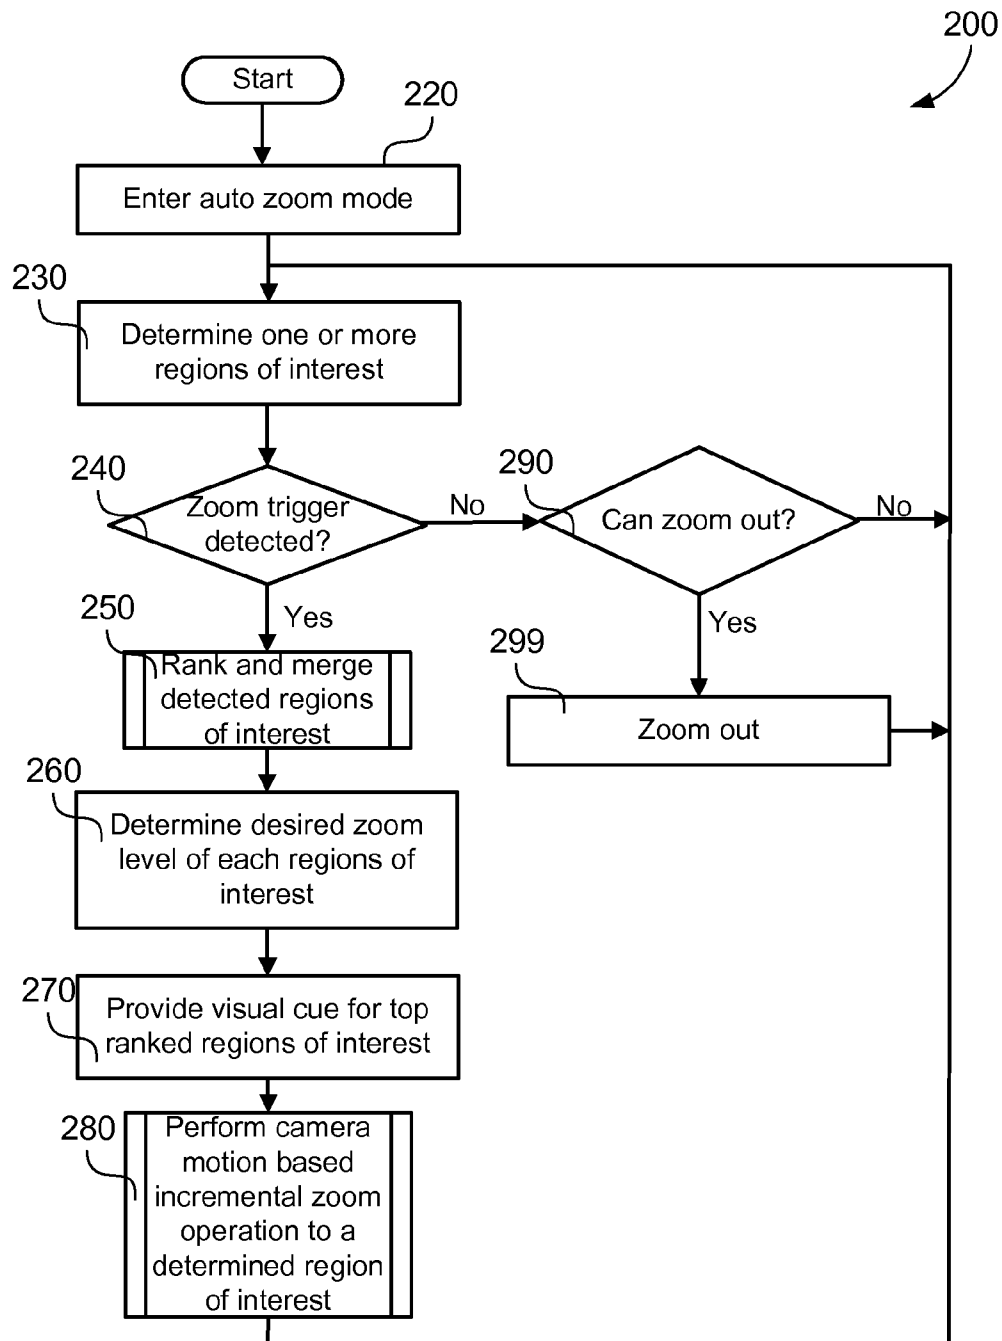 200
Start
220
Enter auto zoom mode
230
Determine one or more
regions of interest
240
Zoom trigger
detected?
No
290
Can zoom out?
No
Yes
Yes
250
Rank and merge
detected regions
of interest
299
Zoom out
260
Determine desired zoom
level of each regions of
interest
270
Provide visual cue for top
ranked regions of interest
280
Perform camera
motion based
incremental zoom
operation to a
determined region
of interest